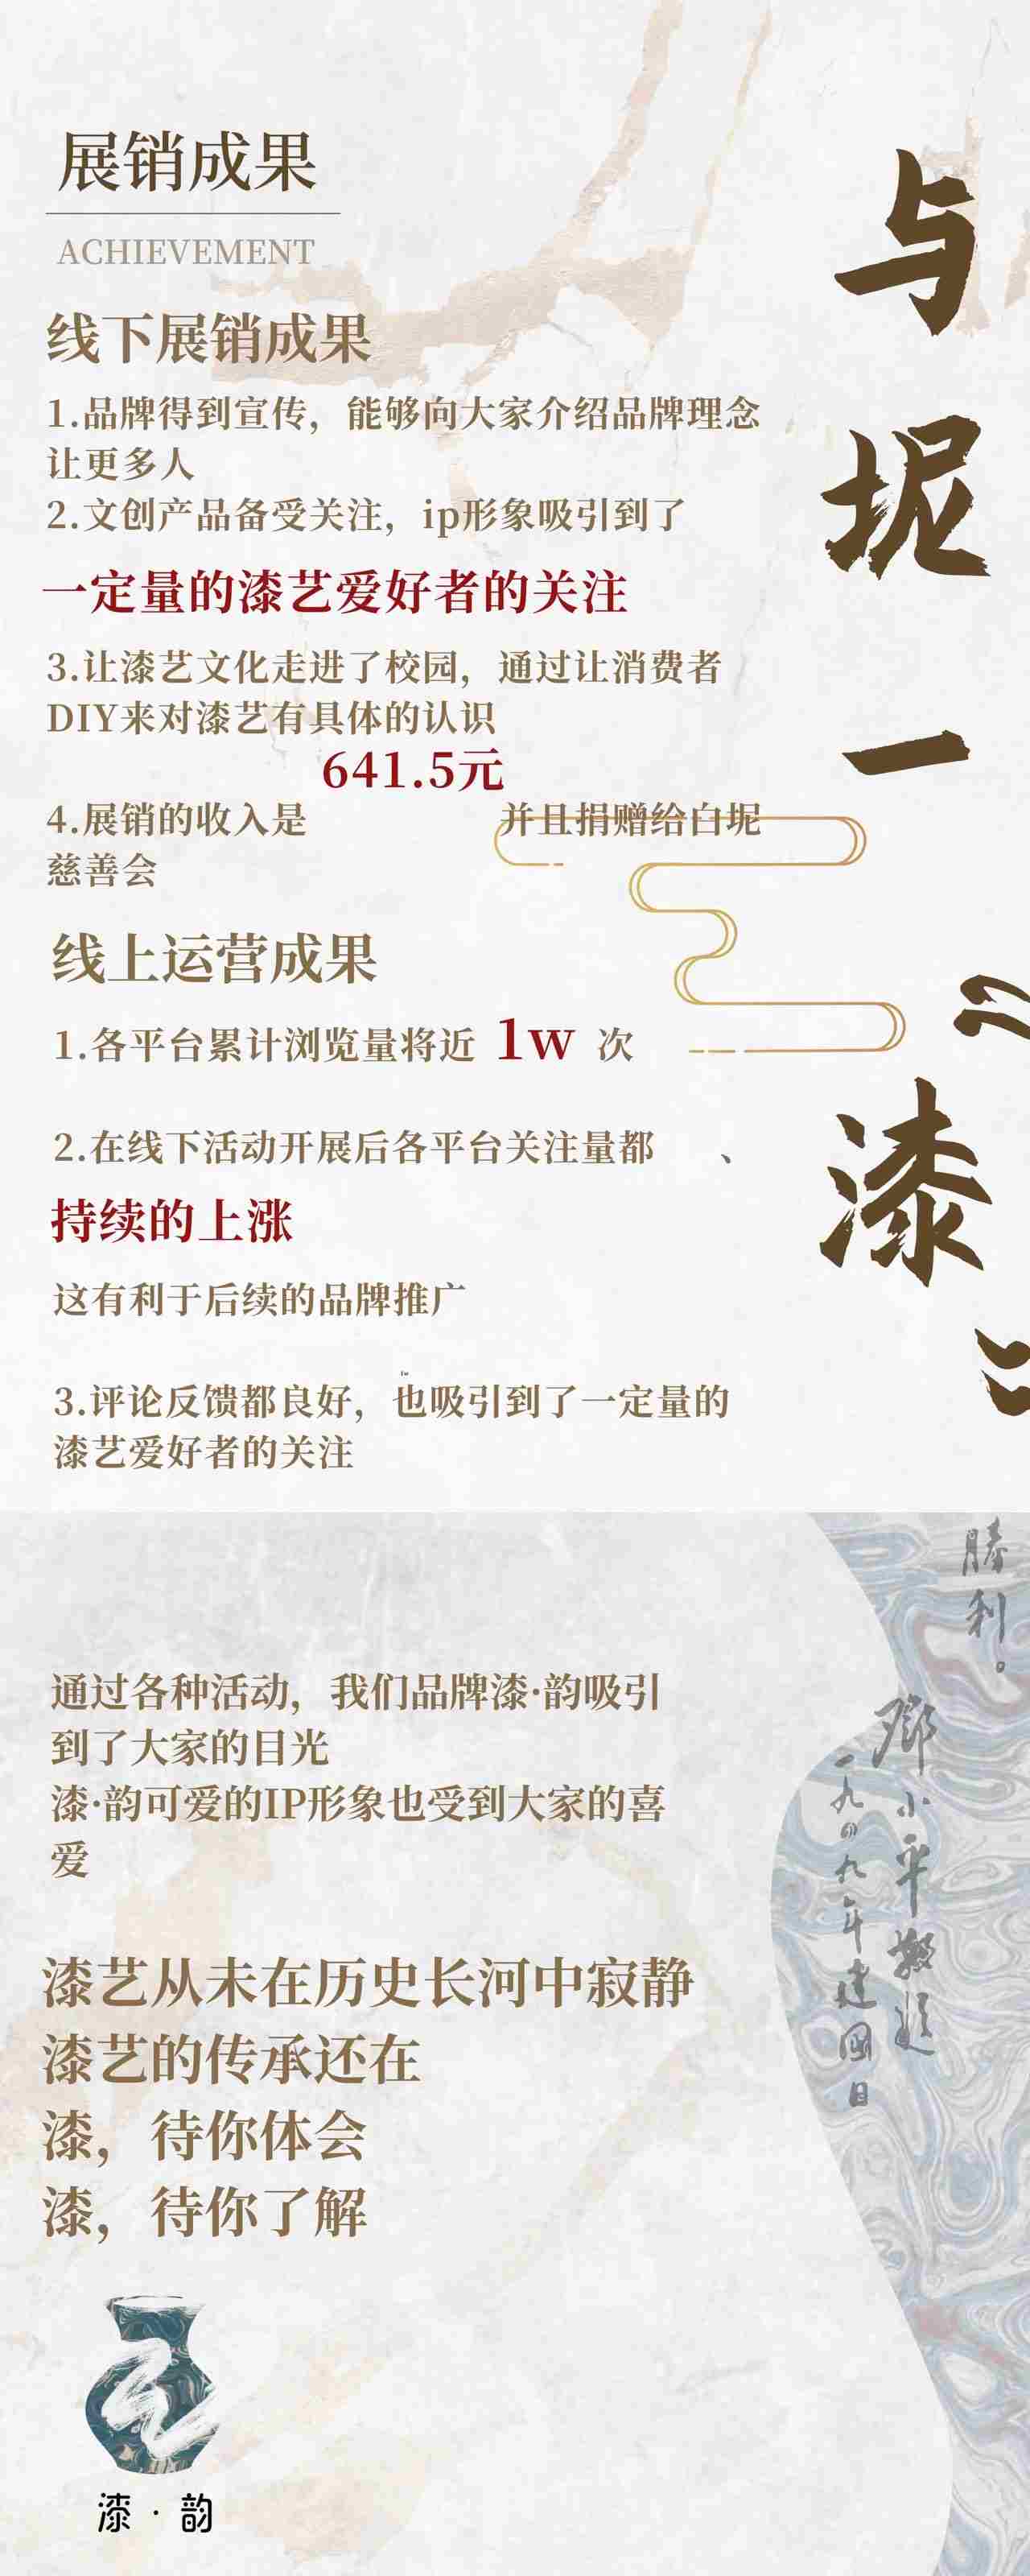 展销成果
ACHIEVEMENT
线下展销成果
1.品牌得到宣传，能够向大家介绍品牌理念
让更多人
2.文创产品备受关注，ip形象吸引到了
一定量的漆艺爱好者的关注
3.让漆艺文化走进了校园，通过让消费者
DIY来对漆艺有具体的认识
641.5元
4.展销的收入是 并且捐赠给白坭
慈善会
线上运营成果
1.各平台累计浏览量将近 1w 次
2.在线下活动开展后各平台关注量都 、
持续的上涨
这有利于后续的品牌推广
1w
3.评论反馈都良好，也吸引到了一定量的
漆艺爱好者的关注
与坭一“漆”
通过各种活动，我们品牌漆·韵吸引
到了大家的目光
漆·韵可爱的IP形象也受到大家的喜
爱
漆艺从未在历史长河中寂静
漆艺的传承还在
漆，待你体会
漆，待你了解
漆·韵
勝利。
鄧小平敬题
一九四九年建國日